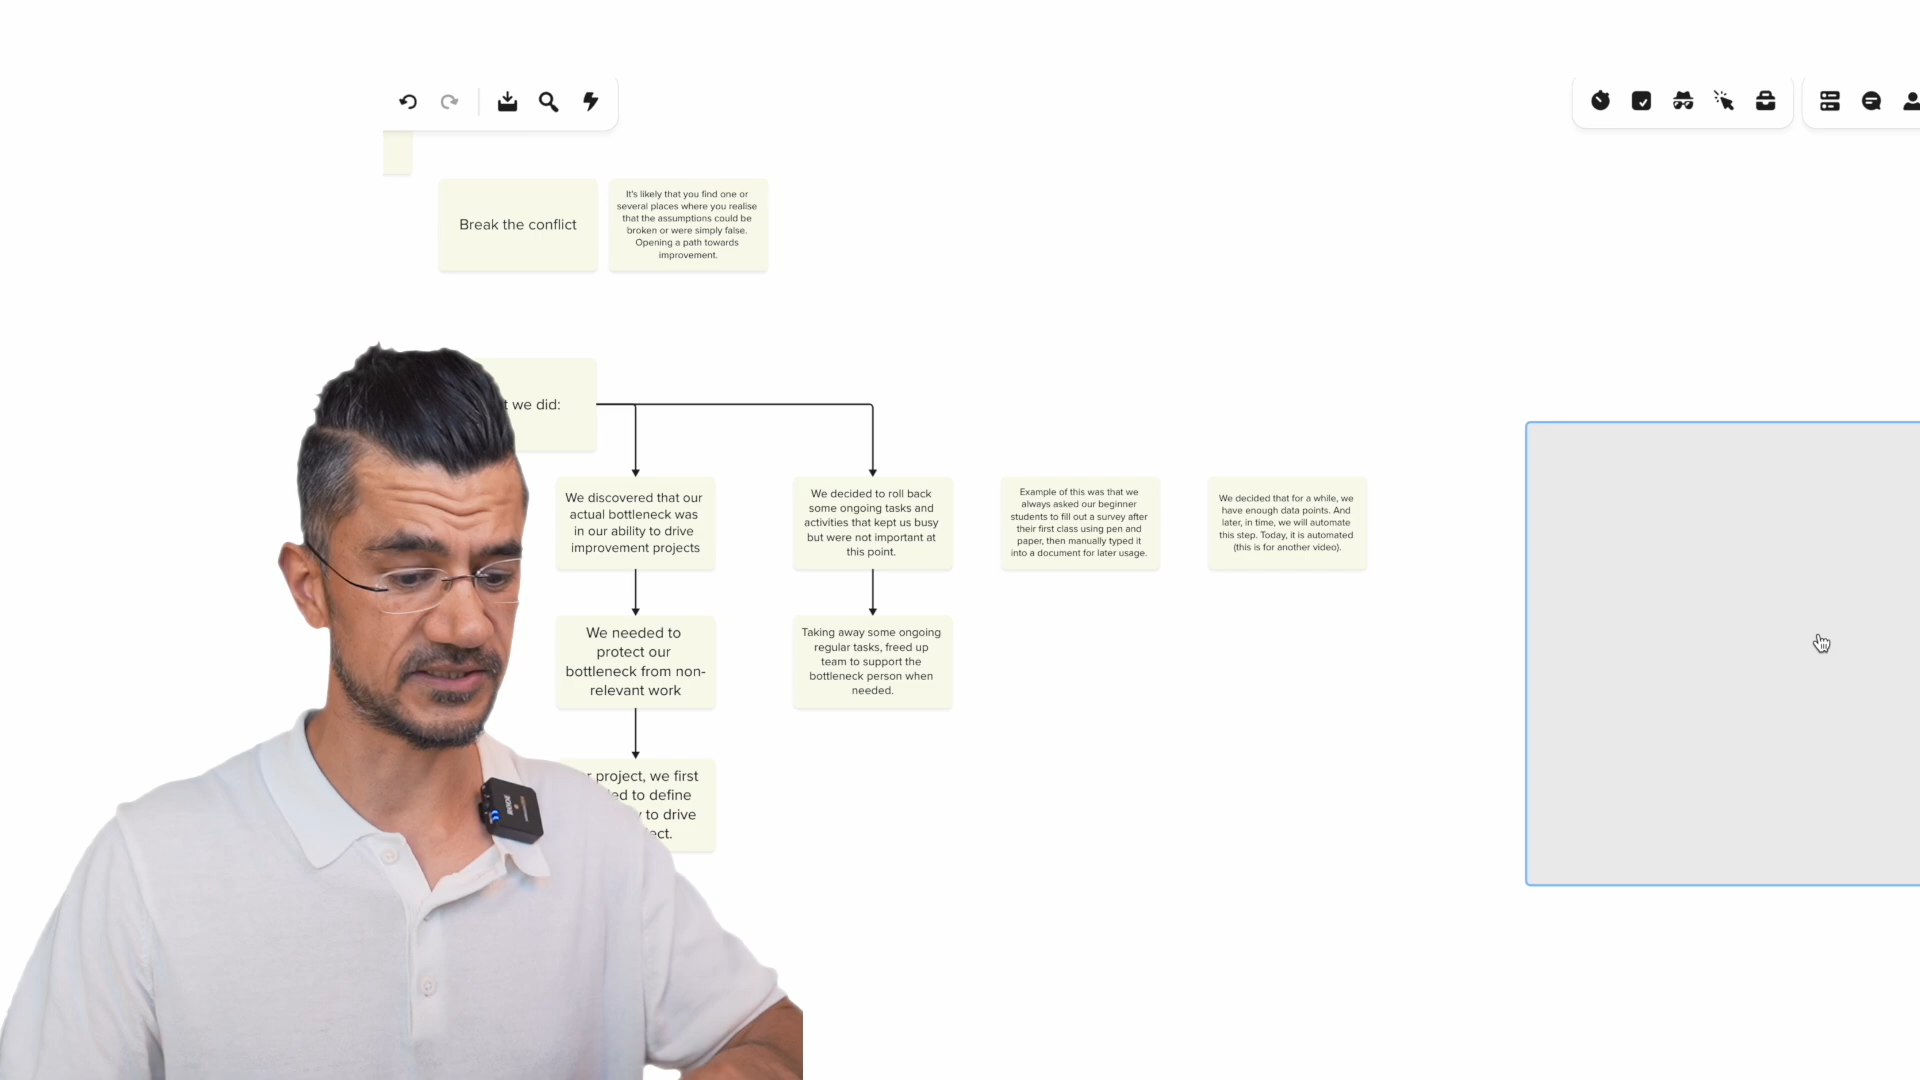 Break the conflict
It's likely that you find one or
several places where you realise
that the assumptions could be
broken or were simply false.
Opening a path towards
improvement.
we did:
We discovered that our
actual bottleneck was
in our ability to drive
improvement projects
We decided to roll back
some ongoing tasks and
activities that kept us busy
but were not important at
this point.
Example of this was that we
always asked our beginner
students to fill out a survey after
their first class using pen and
paper, then manually typed it
into a document for later usage.
We decided that for a while, we
have enough data points. And
later, in time, we will automate
this step. Today, it is automated
(this is for another video).
We needed to
protect our
bottleneck from non-
relevant work
Taking away some ongoing
regular tasks, freed up
team to support the
bottleneck person when
needed.
project, we first
to define
to drive
RØDE